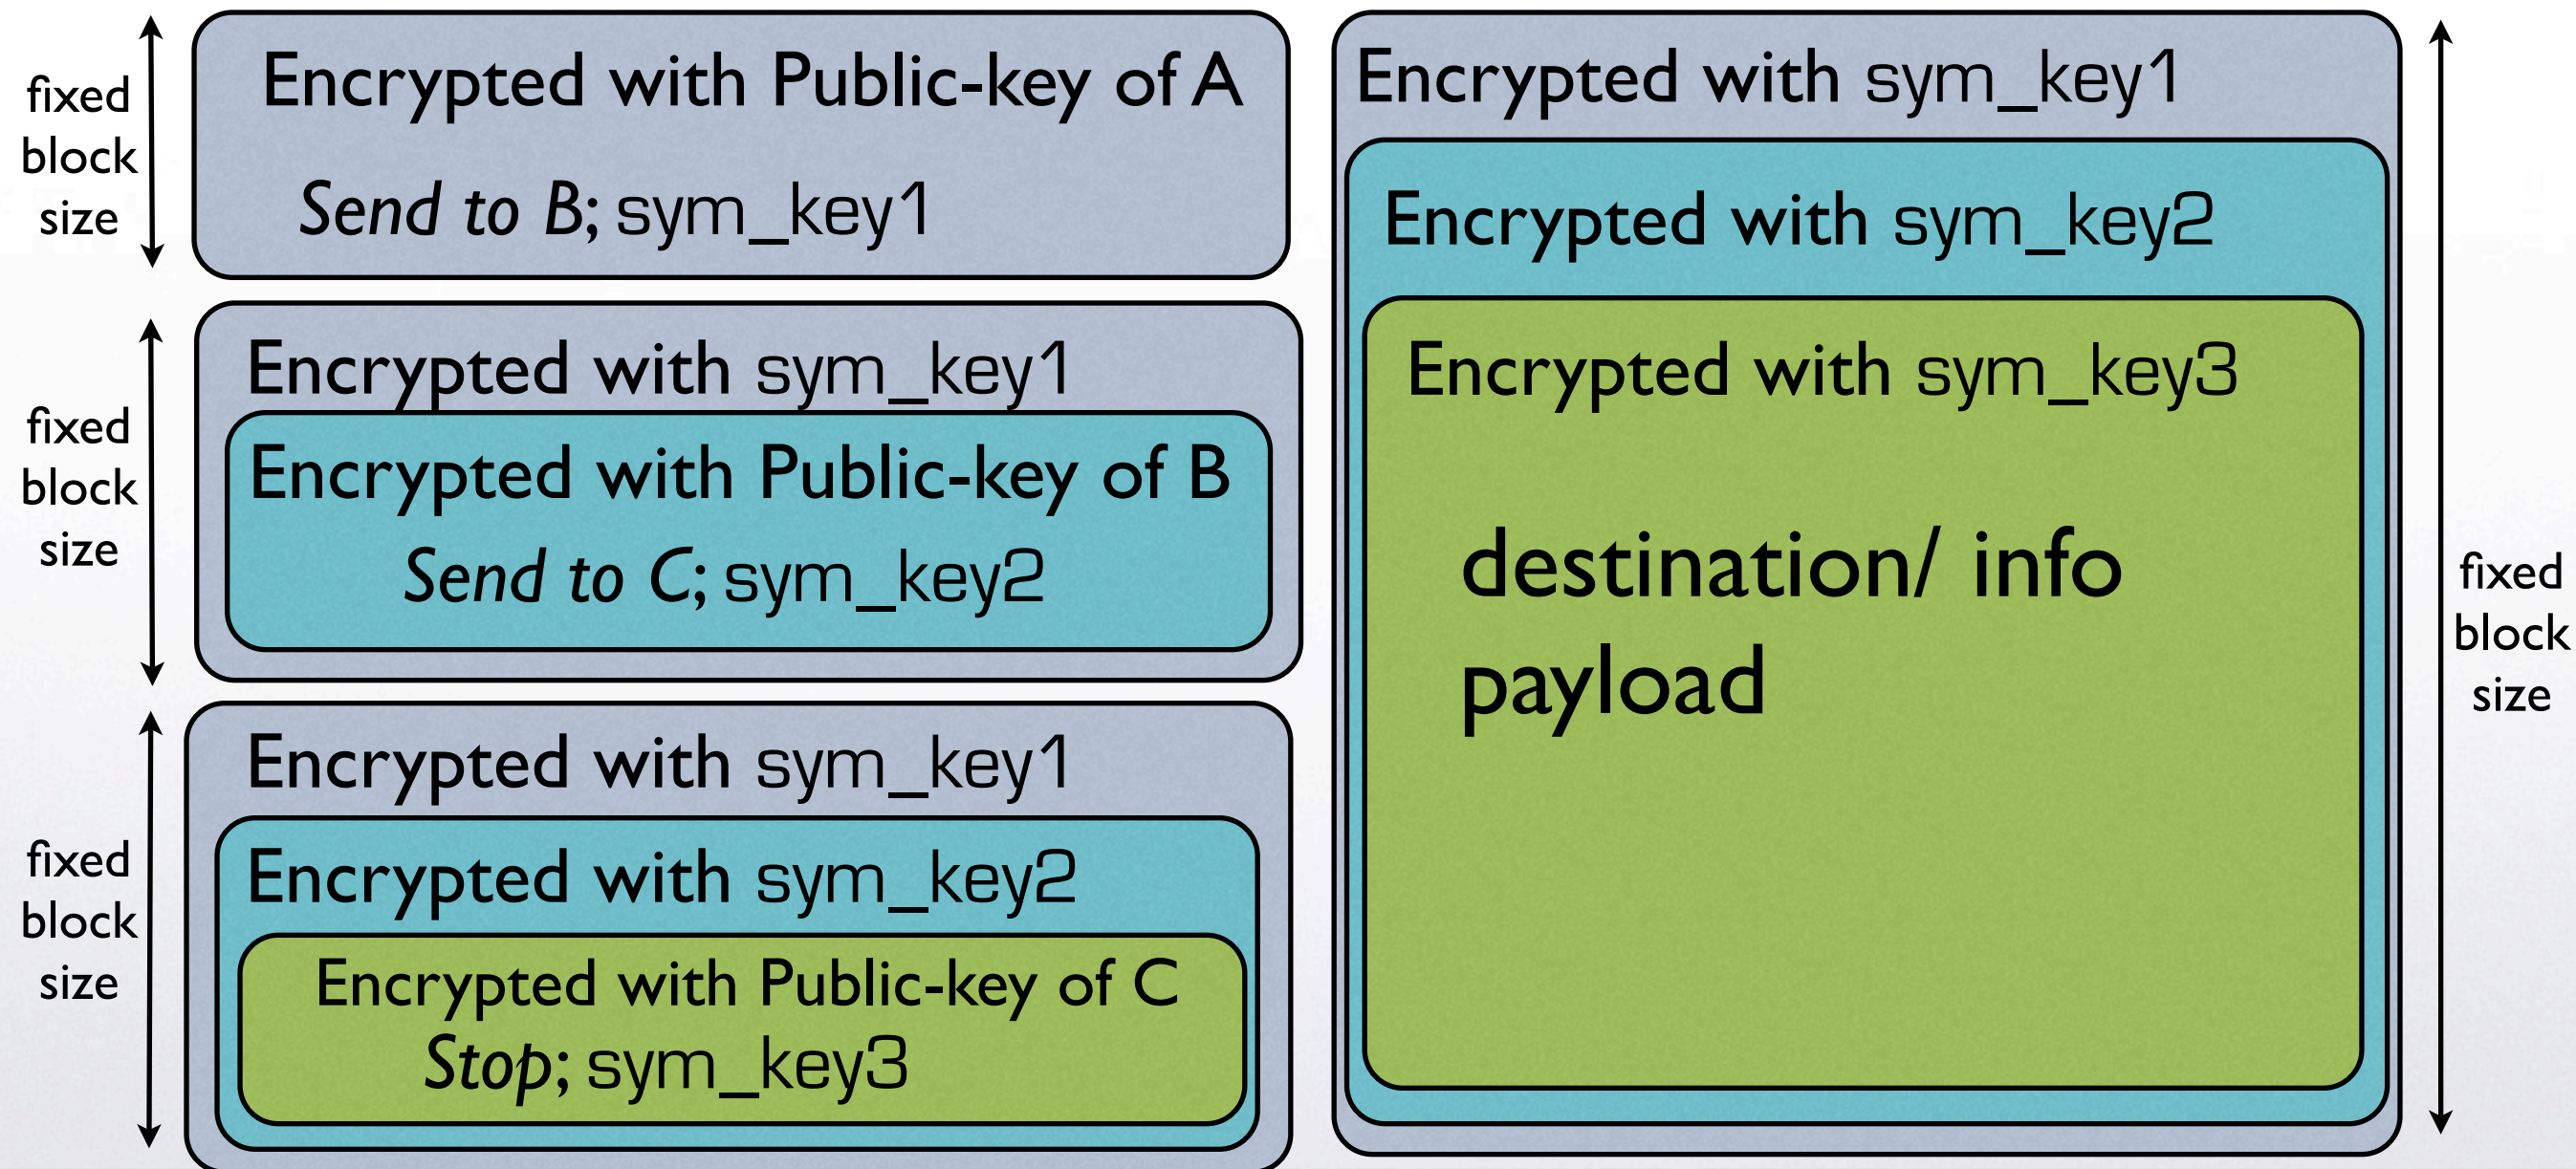 fixed
block
size
Encrypted with Public-key of A
Send to B; sym_key1
fixed
block
size
Encrypted with sym_key1
Encrypted with Public-key of B
Send to C; sym_key2
fixed
block
size
Encrypted with sym_key1
Encrypted with sym_key2
Encrypted with Public-key of C
Stop; sym_key3
Encrypted with sym_key1
Encrypted with sym_key2
Encrypted with sym_key3
destination/ info
payload
fixed
block
size